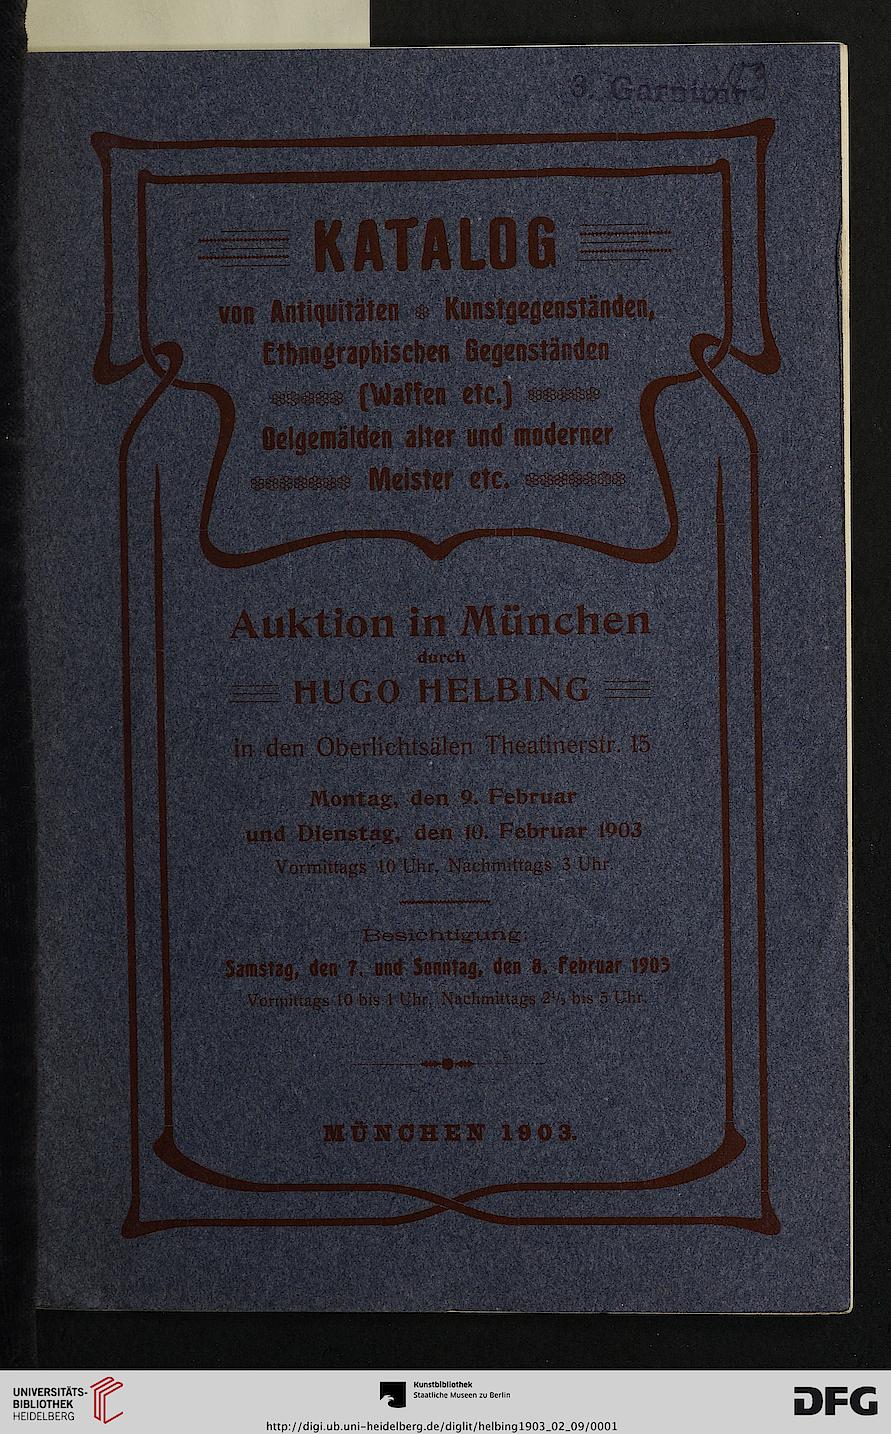 3. Garnitur
KATALOG
von Antiquitäten Kunstgegenständen,
Ethnographischen Gegenständen
(Waffen etc.)
Oelgemälden alter und moderner
Meister etc.
Auktion in München
durch
HUGO HELBING
in den Oberlichtsälen Theatinerstr. 15
Montag, den 9. Februar
und Dienstag, den 10. Februar 1903
Vormittags 10 Uhr, Nachmittags 3 Uhr.
Besichtigung:
Samstag, den 7. und Sonntag, den 8. Februar 1903
Vormittags 10 bis 1 Uhr, Nachmittags 2½ bis 5 Uhr.
MÜNCHEN 1903.
UNIVERSITÄTS-
BIBLIOTHEK
HEIDELBERG
Kunstbibliothek
Staatliche Museen zu Berlin
DFG
http://digi.ub.uni-heidelberg.de/diglit/helbing1903_02_09/0001